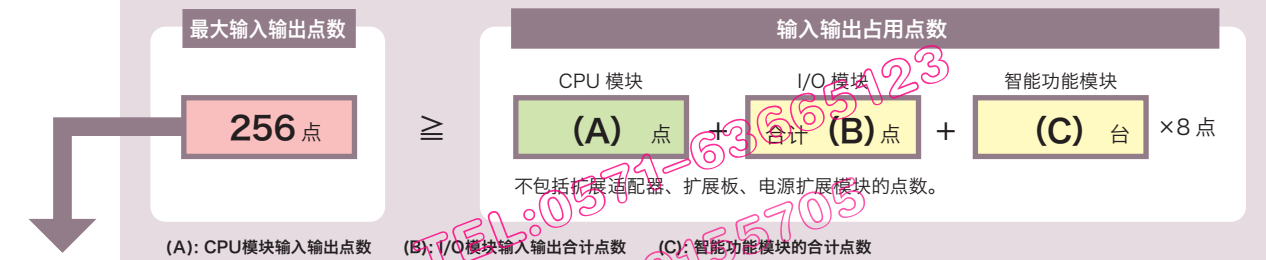 最大输入输出点数
输入输出占用点数
CPU 模块
I/O 模块
智能功能模块
256 点
≧
(A) 点
+
合计 (B) 点
+
(C) 台
×8 点
不包括扩展适配器、扩展板、电源扩展模块的点数。
(A): CPU模块输入输出点数
(B): I/O模块输入输出合计点数
(C): 智能功能模块的合计点数
TEL:0571-63665123
155705